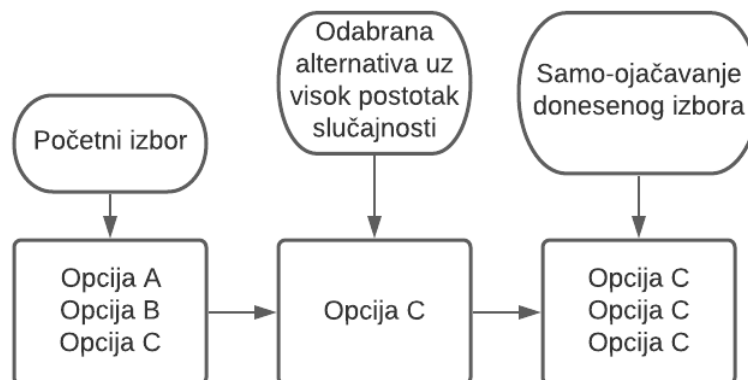 Početni izbor
Odabrana
alternativa uz
visok postotak
slučajnosti
Samo-ojačavanje
donesenog izbora
Opcija A
Opcija B
Opcija C
Opcija C
Opcija C
Opcija C
Opcija C